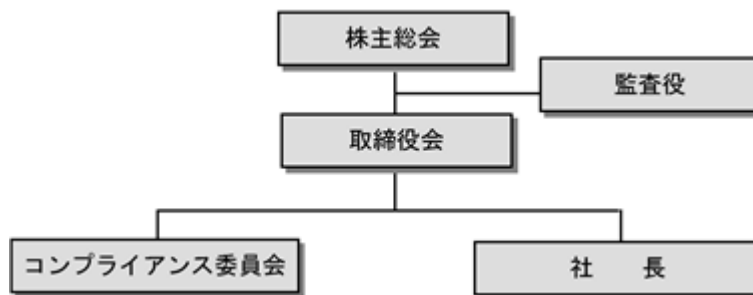 株主総会
監査役
取締役会
コンプライアンス委員会
社　　長